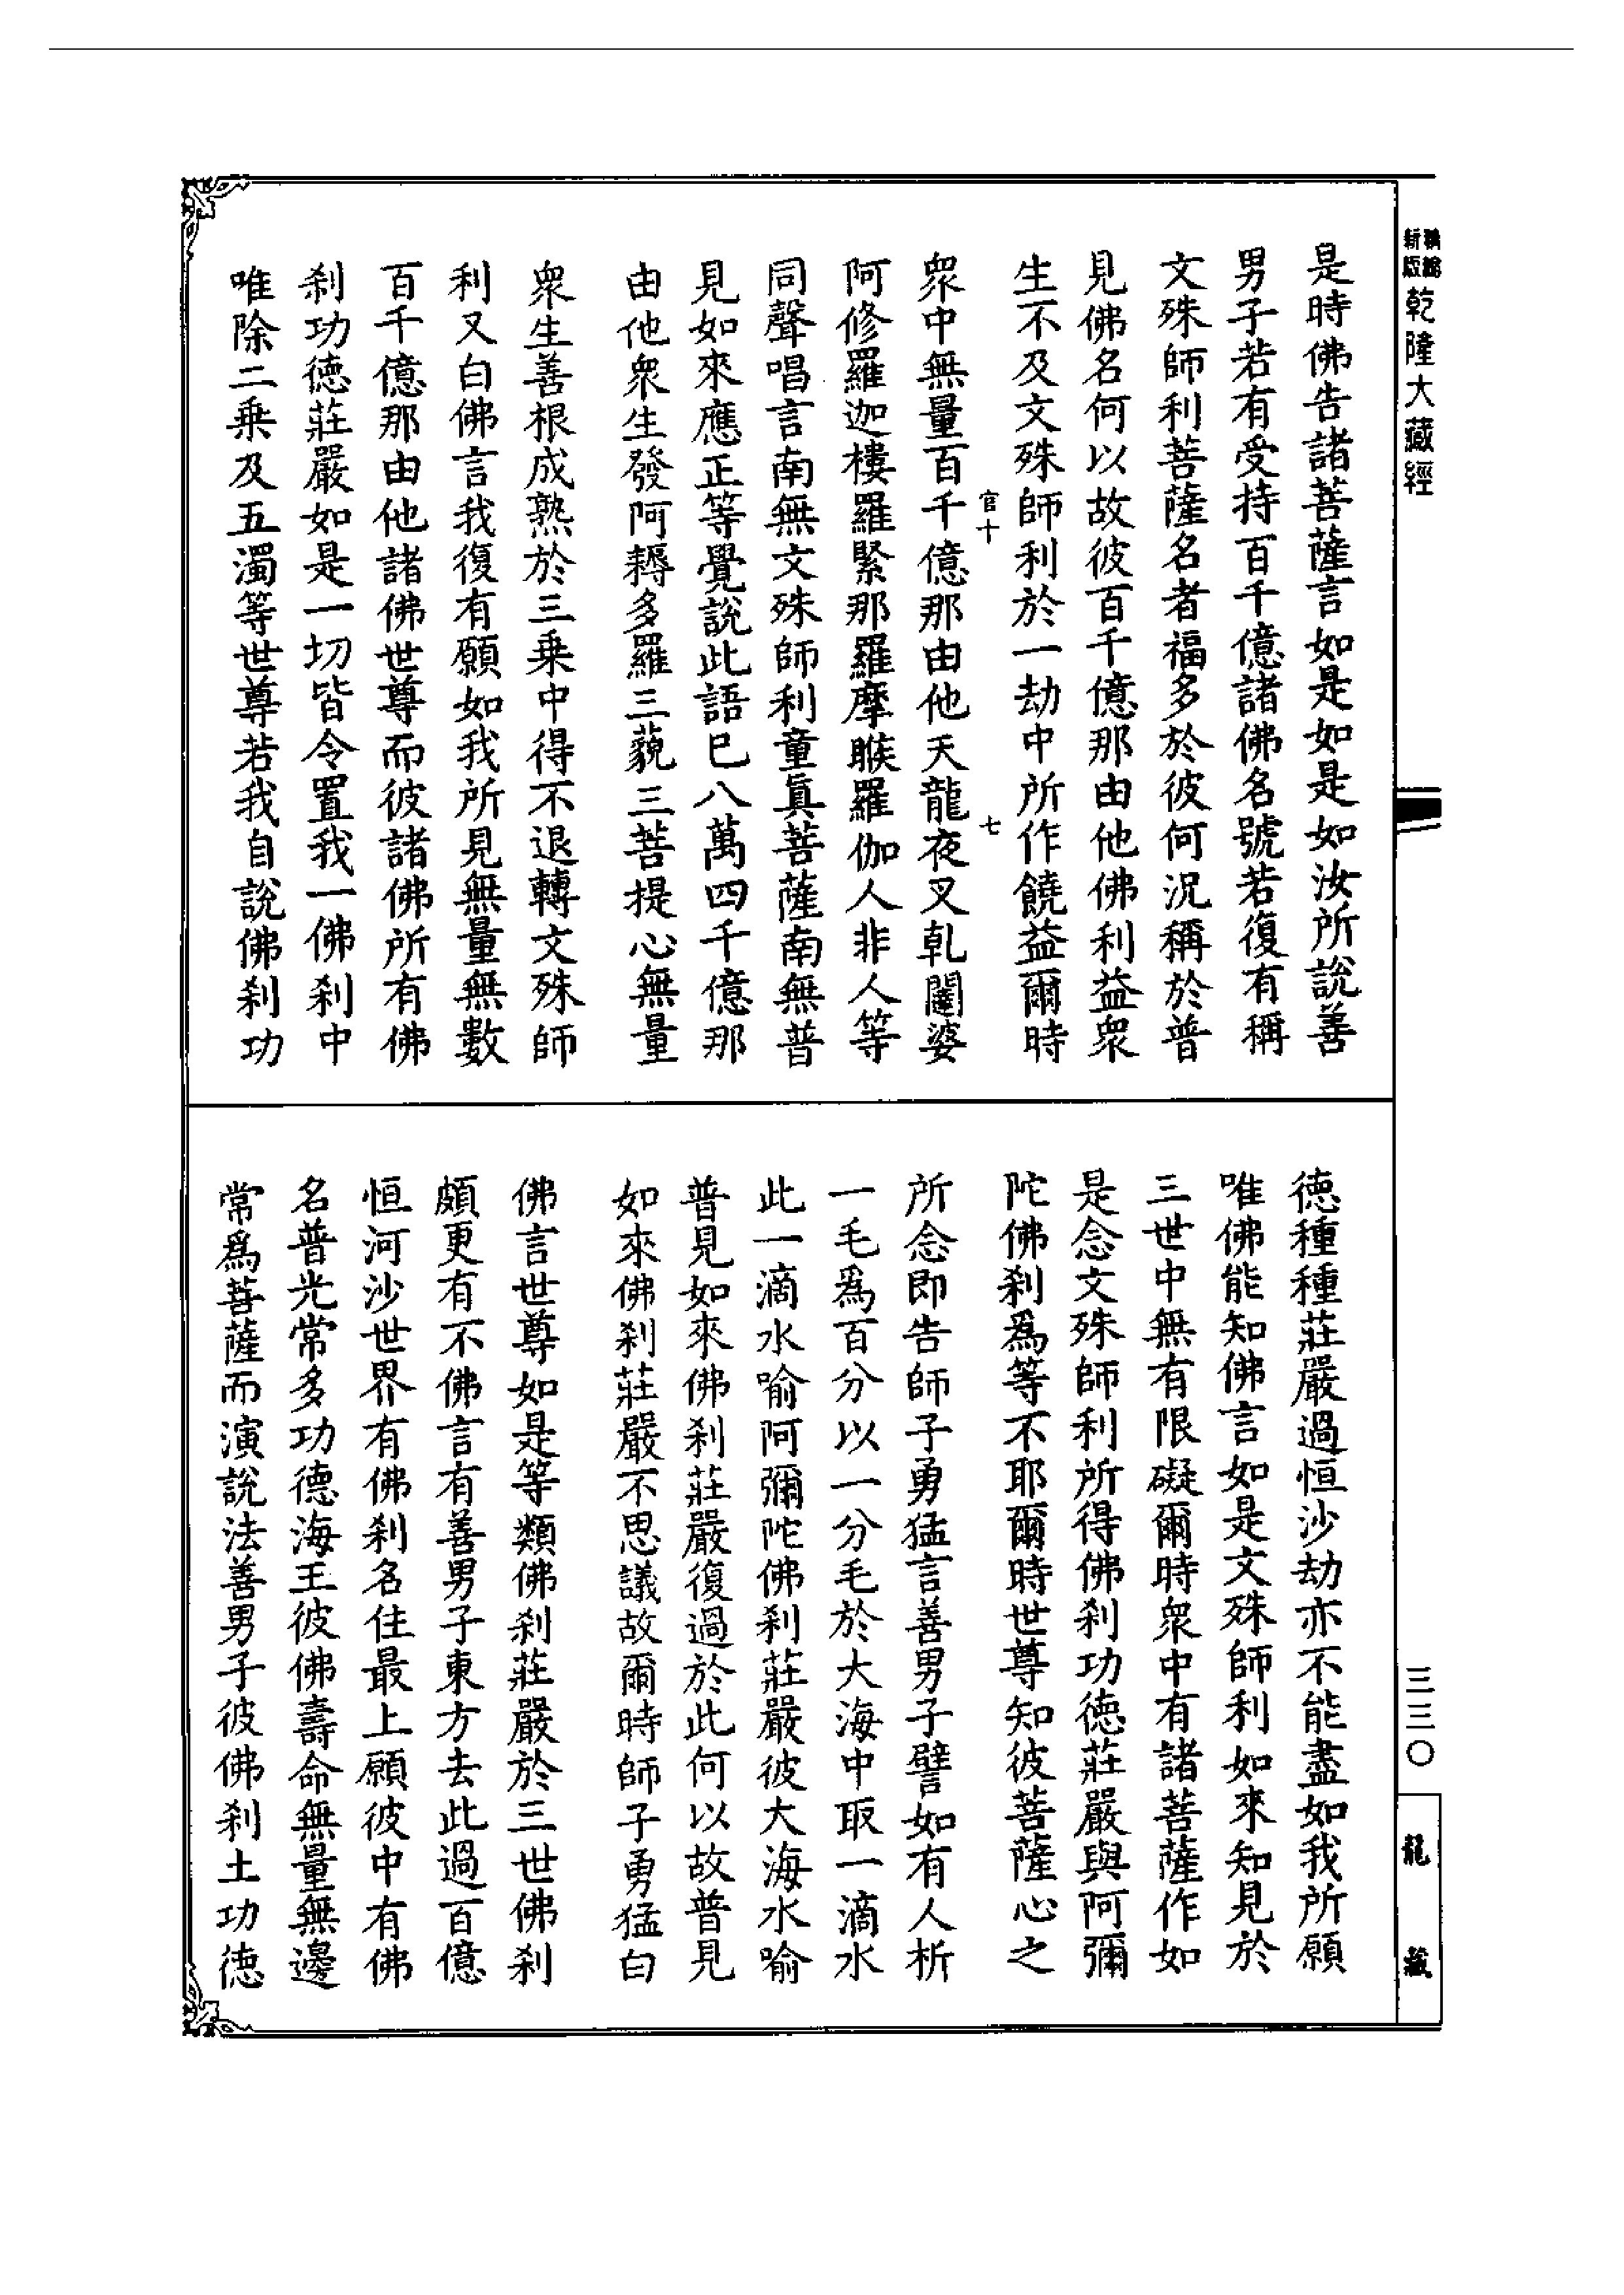 新版精縮乾隆大藏經
三三〇
龍藏
是時佛告諸菩薩言如是如是如汝所說善
男子若有受持百千億諸佛名號若復有稱
文殊師利菩薩名者福多於彼何況稱於普
見佛名何以故彼百千億那由他佛利益衆
生不及文殊師利於一劫中所作饒益爾時
官十 七
衆中無量百千億那由他天龍夜叉乹闥婆
阿修羅迦樓羅緊那羅摩睺羅伽人非人等
同聲唱言南無文殊師利童眞菩薩南無普
見如來應正等覺說此語巳八萬四千億那
由他衆生發阿耨多羅三藐三菩提心無量
衆生善根成熟於三乗中得不退轉文殊師
利又白佛言我復有願如我所見無量無數
百千億那由他諸佛世尊而彼諸佛所有佛
刹功德莊嚴如是一切皆令置我一佛刹中
唯除二乗及五濁等世尊若我自說佛刹功
德種種莊嚴過恒沙劫亦不能盡如我所願
唯佛能知佛言如是文殊師利如來知見於
三世中無有限礙爾時衆中有諸菩薩作如
是念文殊師利所得佛刹功德莊嚴與阿彌
陀佛刹爲等不耶爾時世尊知彼菩薩心之
所念即告師子勇猛言善男子譬如有人析
一毛爲百分以一分毛於大海中取一滴水
此一滴水喻阿彌陀佛刹莊嚴彼大海水喻
普見如來佛刹莊嚴復過於此何以故普見
如來佛刹莊嚴不思議故爾時師子勇猛白
佛言世尊如是等類佛刹莊嚴於三世佛刹
頗更有不佛言有善男子東方去此過百億
恒河沙世界有佛刹名住最上願彼中有佛
名普光常多功德海王彼佛壽命無量無邊
常爲菩薩而演說法善男子彼佛刹土功德